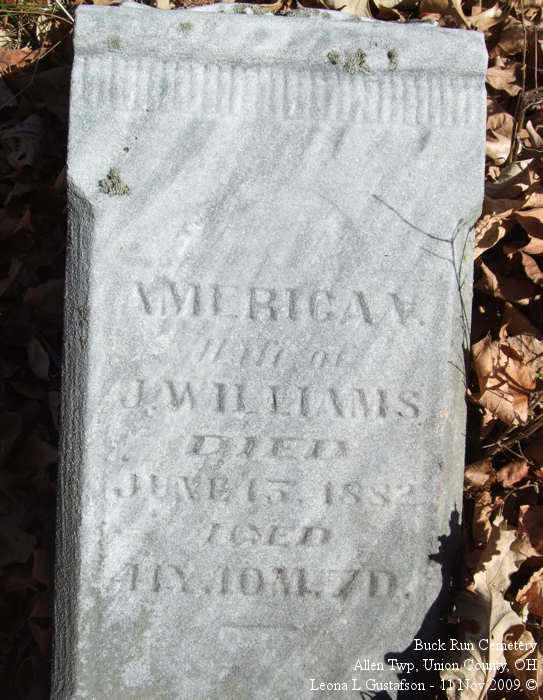 AMERICA V.
Wife of
J. WILLIAMS.
DIED
JUNE 15, 1882
AGED
10M. 7D.
Buck Run Cemetery
Allen Twp, Union County, OH
Leona L Gustafson - 11 Nov 2009 ©